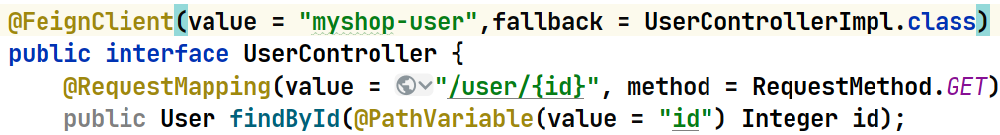 @FeignClient(value = "myshop-user",fallback = UserControllerImpl.class)
public interface UserController {
@RequestMapping(value = "/user/{id}", method = RequestMethod.GET)
public User findById(@PathVariable(value = "id") Integer id);